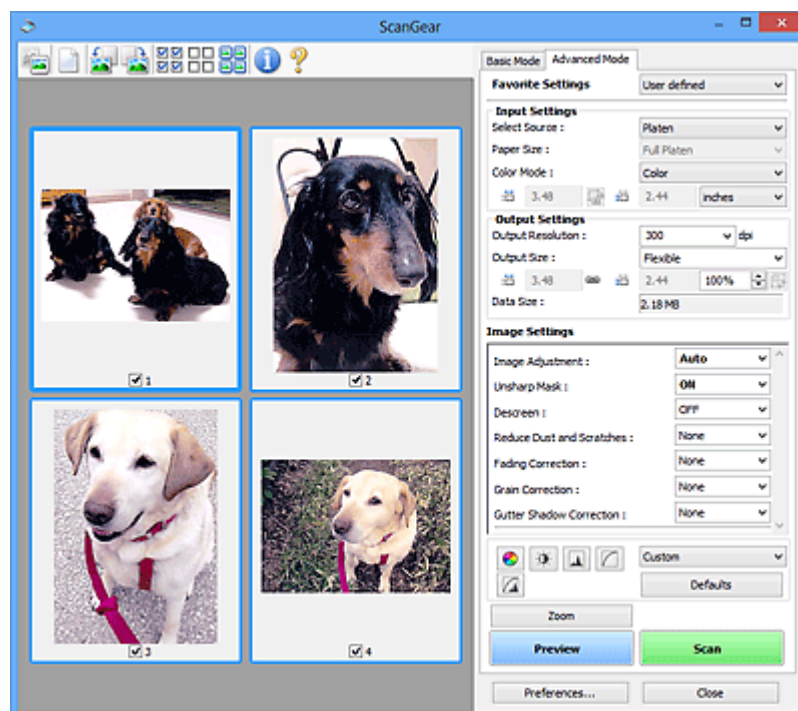 ScanGear
Basic Mode Advanced Mode
Favorite Settings User defined
Input Settings
Select Source : Platen
Paper Size : Full Platen
Color Mode : Color
3.48 2.44 inches
Output Settings
Output Resolution : 300 dpi
Output Size : Flexible
3.48 2.44 100%
Data Size : 2.18 MB
Image Settings
Image Adjustment : Auto
Unsharp Mask : ON
Descreen : OFF
Reduce Dust and Scratches : None
Fading Correction : None
Grain Correction : None
Gutter Shadow Correction : None
Custom
Defaults
Zoom
Preview Scan
Preferences... Close
1
2
3
4